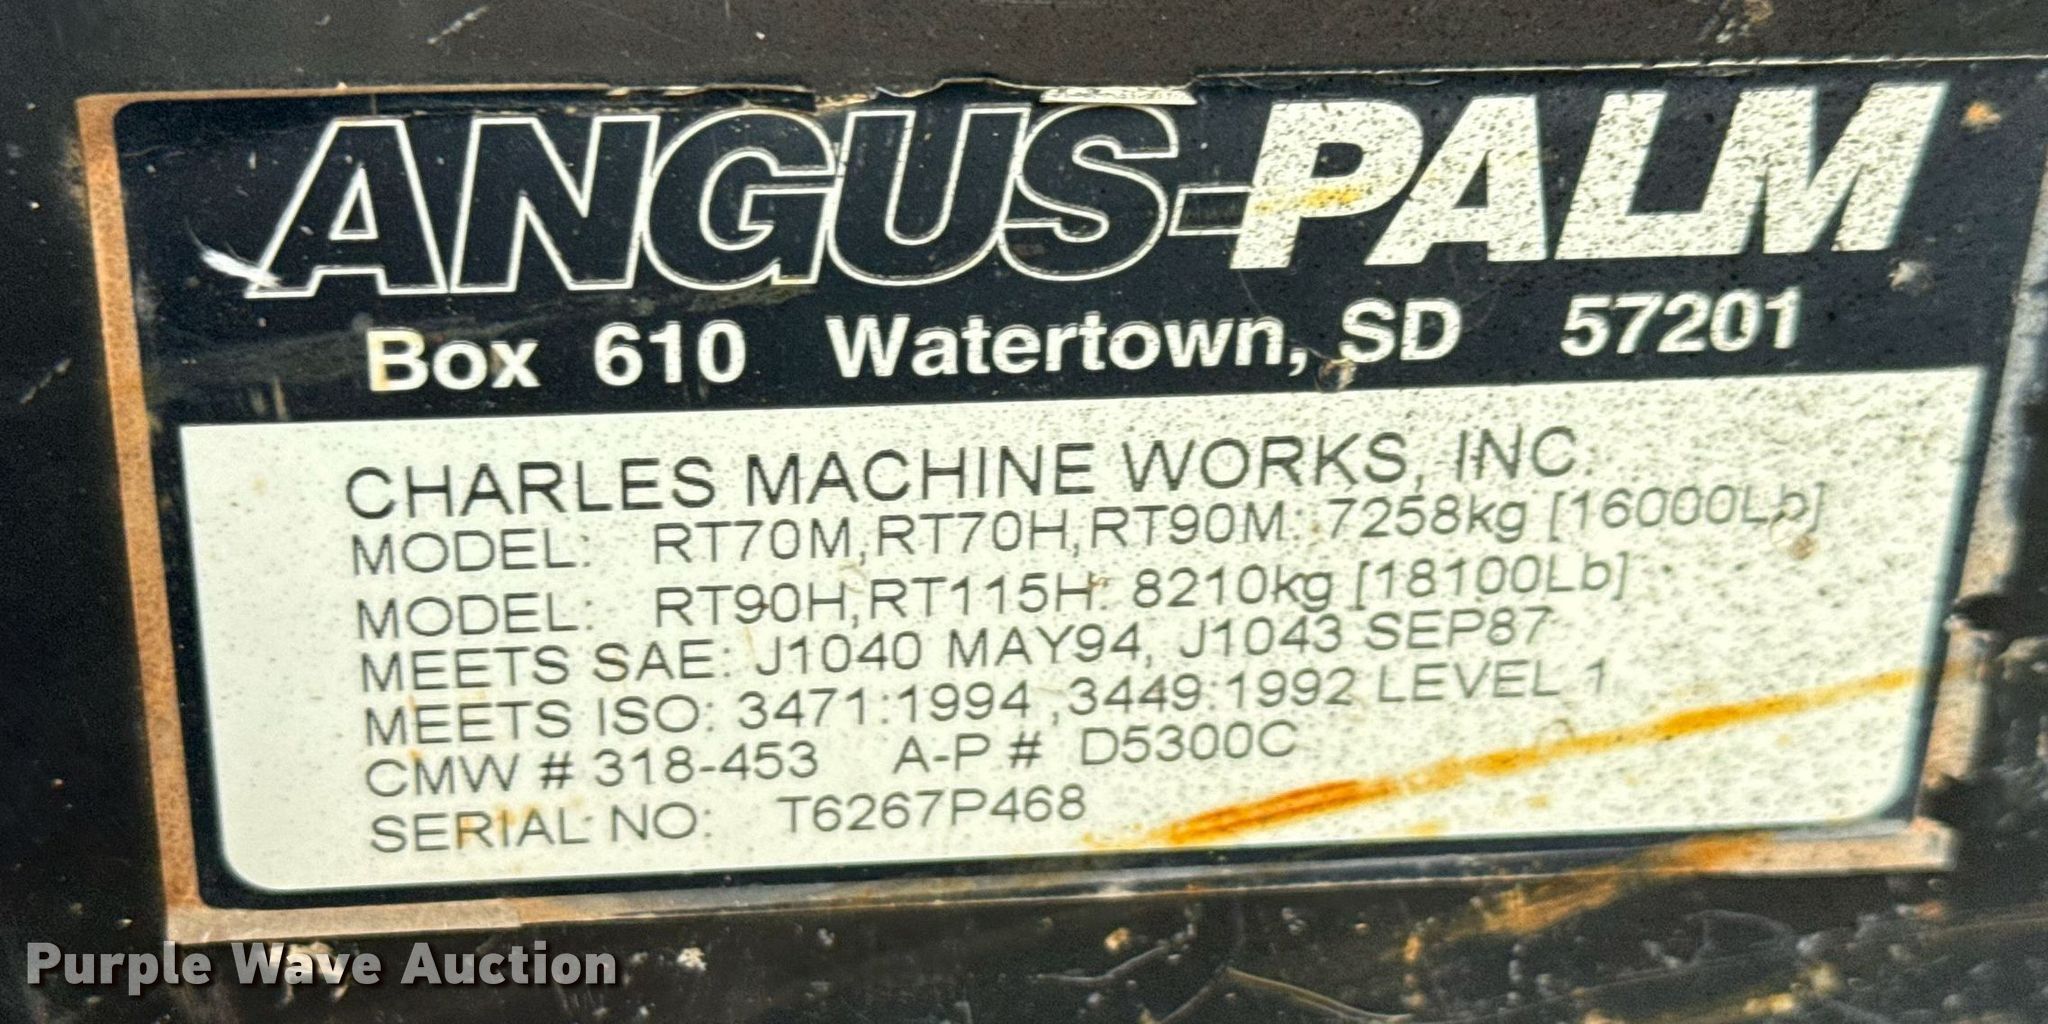 ANGUS-PALM
Box 610 Watertown, SD 57201
CHARLES MACHINE WORKS, INC.
MODEL: RT70M,RT70H,RT90M: 7258kg [16000Lb]
MODEL: RT90H,RT115H: 8210kg [18100Lb]
MEETS SAE: J1040 MAY94, J1043 SEP87
MEETS ISO: 3471:1994 ,3449:1992 LEVEL 1
CMW # 318-453 A-P # D5300C
SERIAL NO: T6267P468
Purple Wave Auction